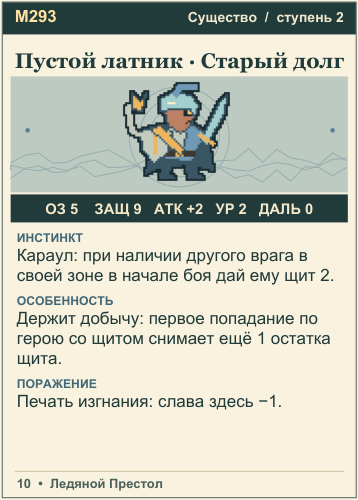 M293 Существо / ступень 2
Пустой латник · Старый долг
ОЗ 5 ЗАЩ 9 АТК +2 УР 2 ДАЛЬ 0
ИНСТИНКТ
Караул: при наличии другого врага в
своей зоне в начале боя дай ему щит 2.
ОСОБЕННОСТЬ
Держит добычу: первое попадание по
герою со щитом снимает ещё 1 остатка
щита.
ПОРАЖЕНИЕ
Печать изгнания: слава здесь −1.
10 • Ледяной Престол